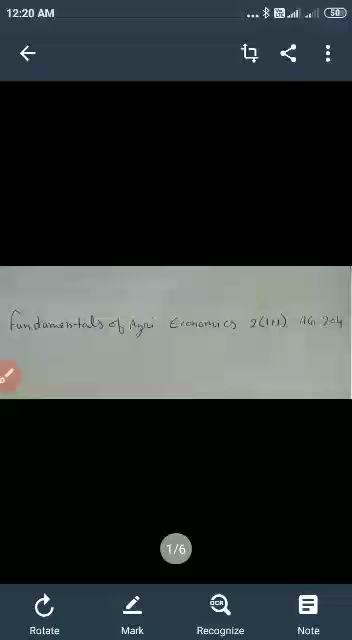 12:20 AM
50
Fundamentals of Agri Economics 2(1+1) AG 204
1/6
OCR
Rotate
Mark
Recognize
Note